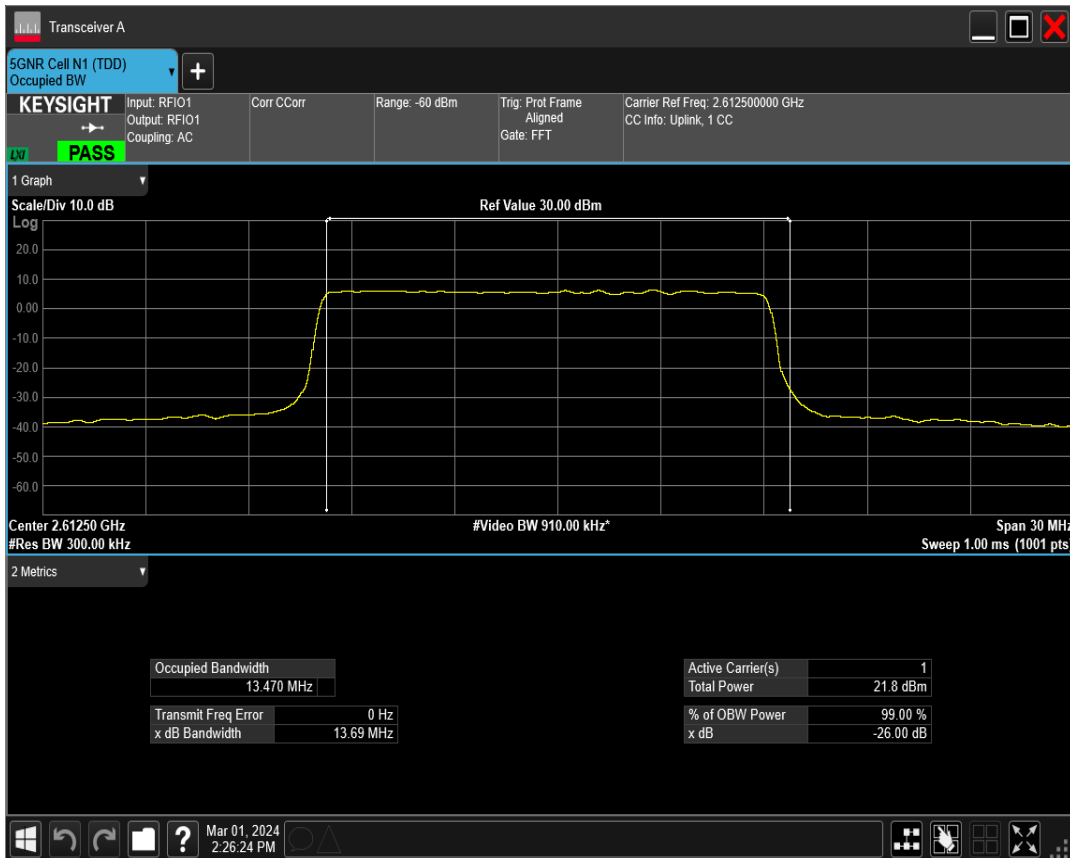 Transceiver A
5GNR Cell N1 (TDD)
Occupied BW
KEYSIGHT
LXI
PASS
Input: RFIO1
Output: RFIO1
Coupling: AC
Corr CCorr
Range: -60 dBm
Trig: Prot Frame
Aligned
Gate: FFT
Carrier Ref Freq: 2.612500000 GHz
CC Info: Uplink, 1 CC
1 Graph
Scale/Div 10.0 dB
Ref Value 30.00 dBm
Log
20.0
10.0
0.00
-10.0
-20.0
-30.0
-40.0
-50.0
-60.0
Center 2.61250 GHz
#Video BW 910.00 kHz*
Span 30 MHz
#Res BW 300.00 kHz
Sweep 1.00 ms (1001 pts)
2 Metrics
Occupied Bandwidth
13.470 MHz
Transmit Freq Error 0 Hz
x dB Bandwidth 13.69 MHz
Active Carrier(s) 1
Total Power 21.8 dBm
% of OBW Power 99.00 %
x dB -26.00 dB
?
Mar 01, 2024
2:26:24 PM